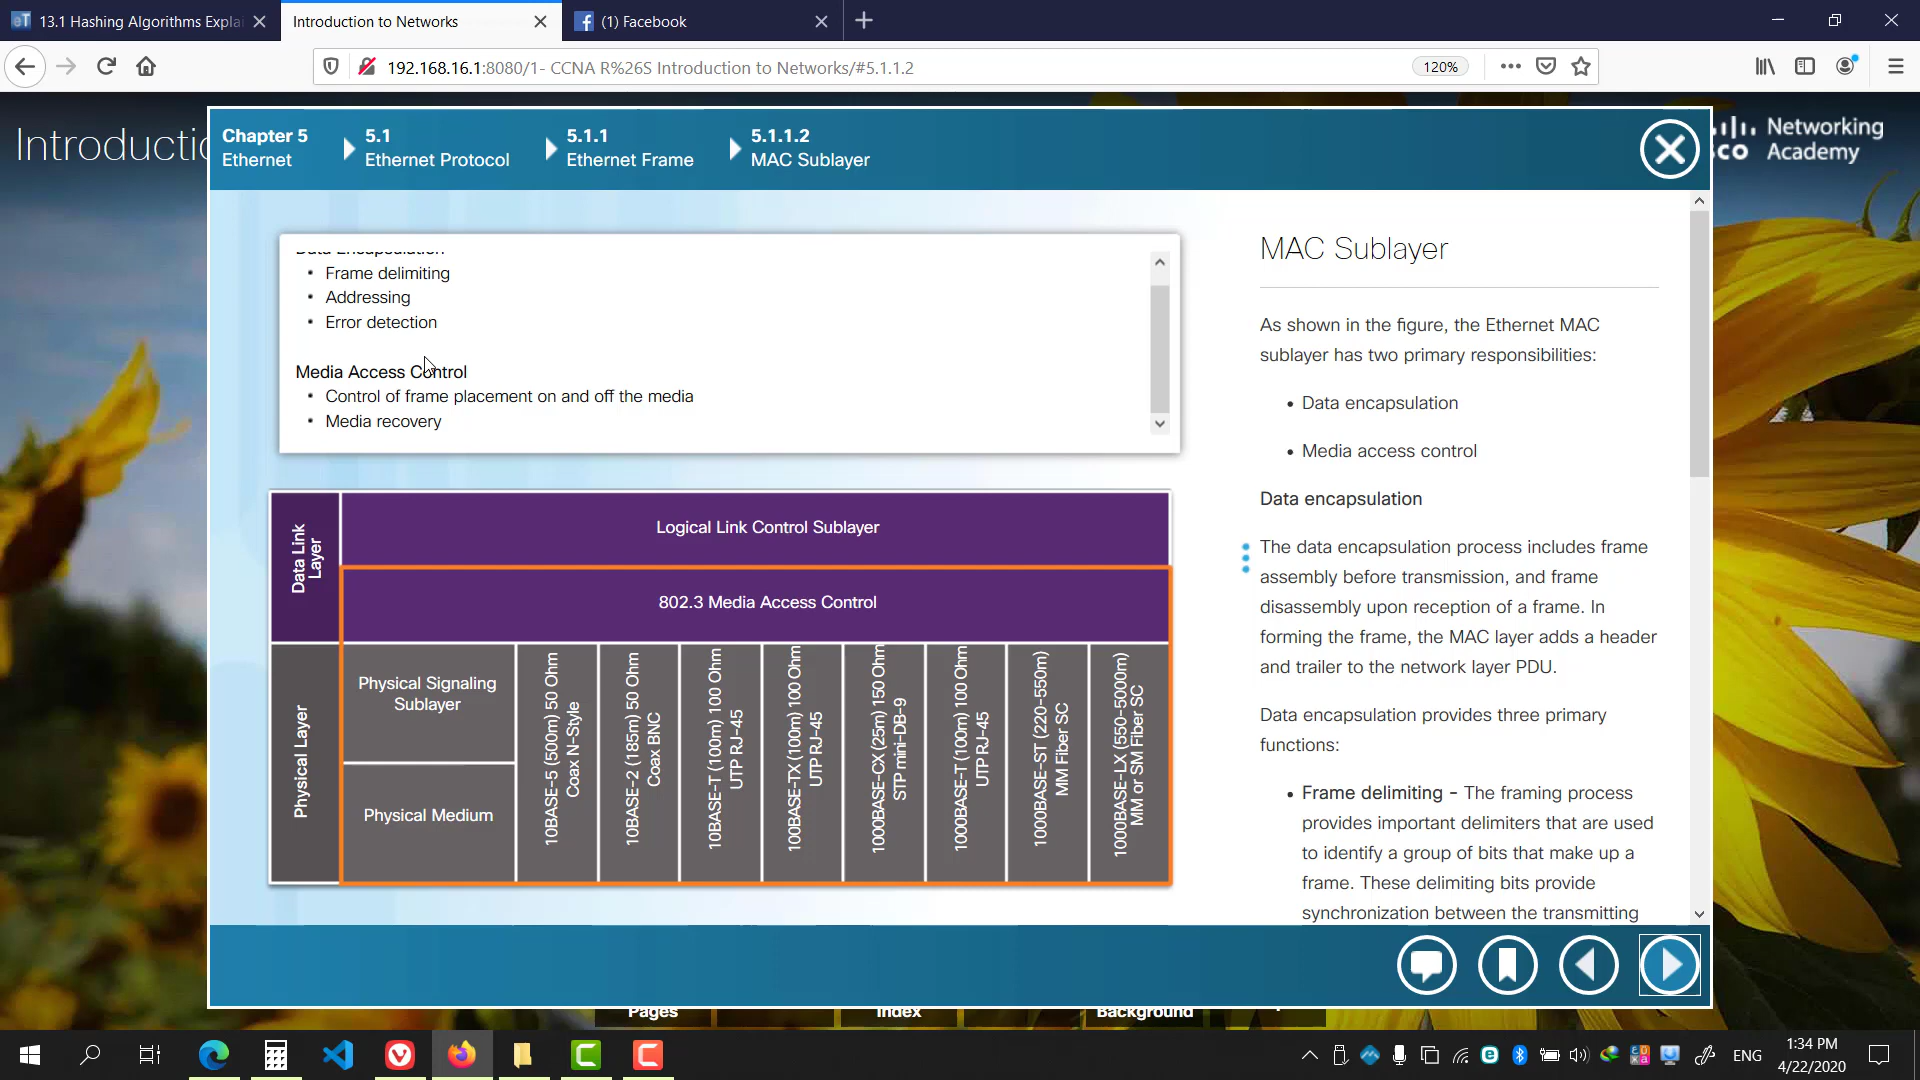 13.1 Hashing Algorithms Explai
Introduction to Networks
(1) Facebook
192.168.16.1:8080/1- CCNA R%26S Introduction to Networks/#5.1.1.2
120%
Introductio
Networking
Academy
Chapter 5
Ethernet
5.1
Ethernet Protocol
5.1.1
Ethernet Frame
5.1.1.2
MAC Sublayer
Data Encapsulation
• Frame delimiting
• Addressing
• Error detection
Media Access Control
• Control of frame placement on and off the media
• Media recovery
Data Link
Layer
Logical Link Control Sublayer
802.3 Media Access Control
Physical Layer
Physical Signaling
Sublayer
Physical Medium
10BASE-5 (500m) 50 Ohm
Coax N-Style
10BASE-2 (185m) 50 Ohm
Coax BNC
10BASE-T (100m) 100 Ohm
UTP RJ-45
100BASE-TX (100m) 100 Ohm
UTP RJ-45
1000BASE-CX (25m) 150 Ohm
STP mini-DB-9
1000BASE-T (100m) 100 Ohm
UTP RJ-45
1000BASE-ST (220-550m)
MM Fiber SC
1000BASE-LX (550-5000m)
MM or SM Fiber SC
MAC Sublayer
As shown in the figure, the Ethernet MAC
sublayer has two primary responsibilities:
• Data encapsulation
• Media access control
Data encapsulation
The data encapsulation process includes frame
assembly before transmission, and frame
disassembly upon reception of a frame. In
forming the frame, the MAC layer adds a header
and trailer to the network layer PDU.
Data encapsulation provides three primary
functions:
• Frame delimiting - The framing process
provides important delimiters that are used
to identify a group of bits that make up a
frame. These delimiting bits provide
synchronization between the transmitting
Pages
Index
Background
ENG
1:34 PM
4/22/2020